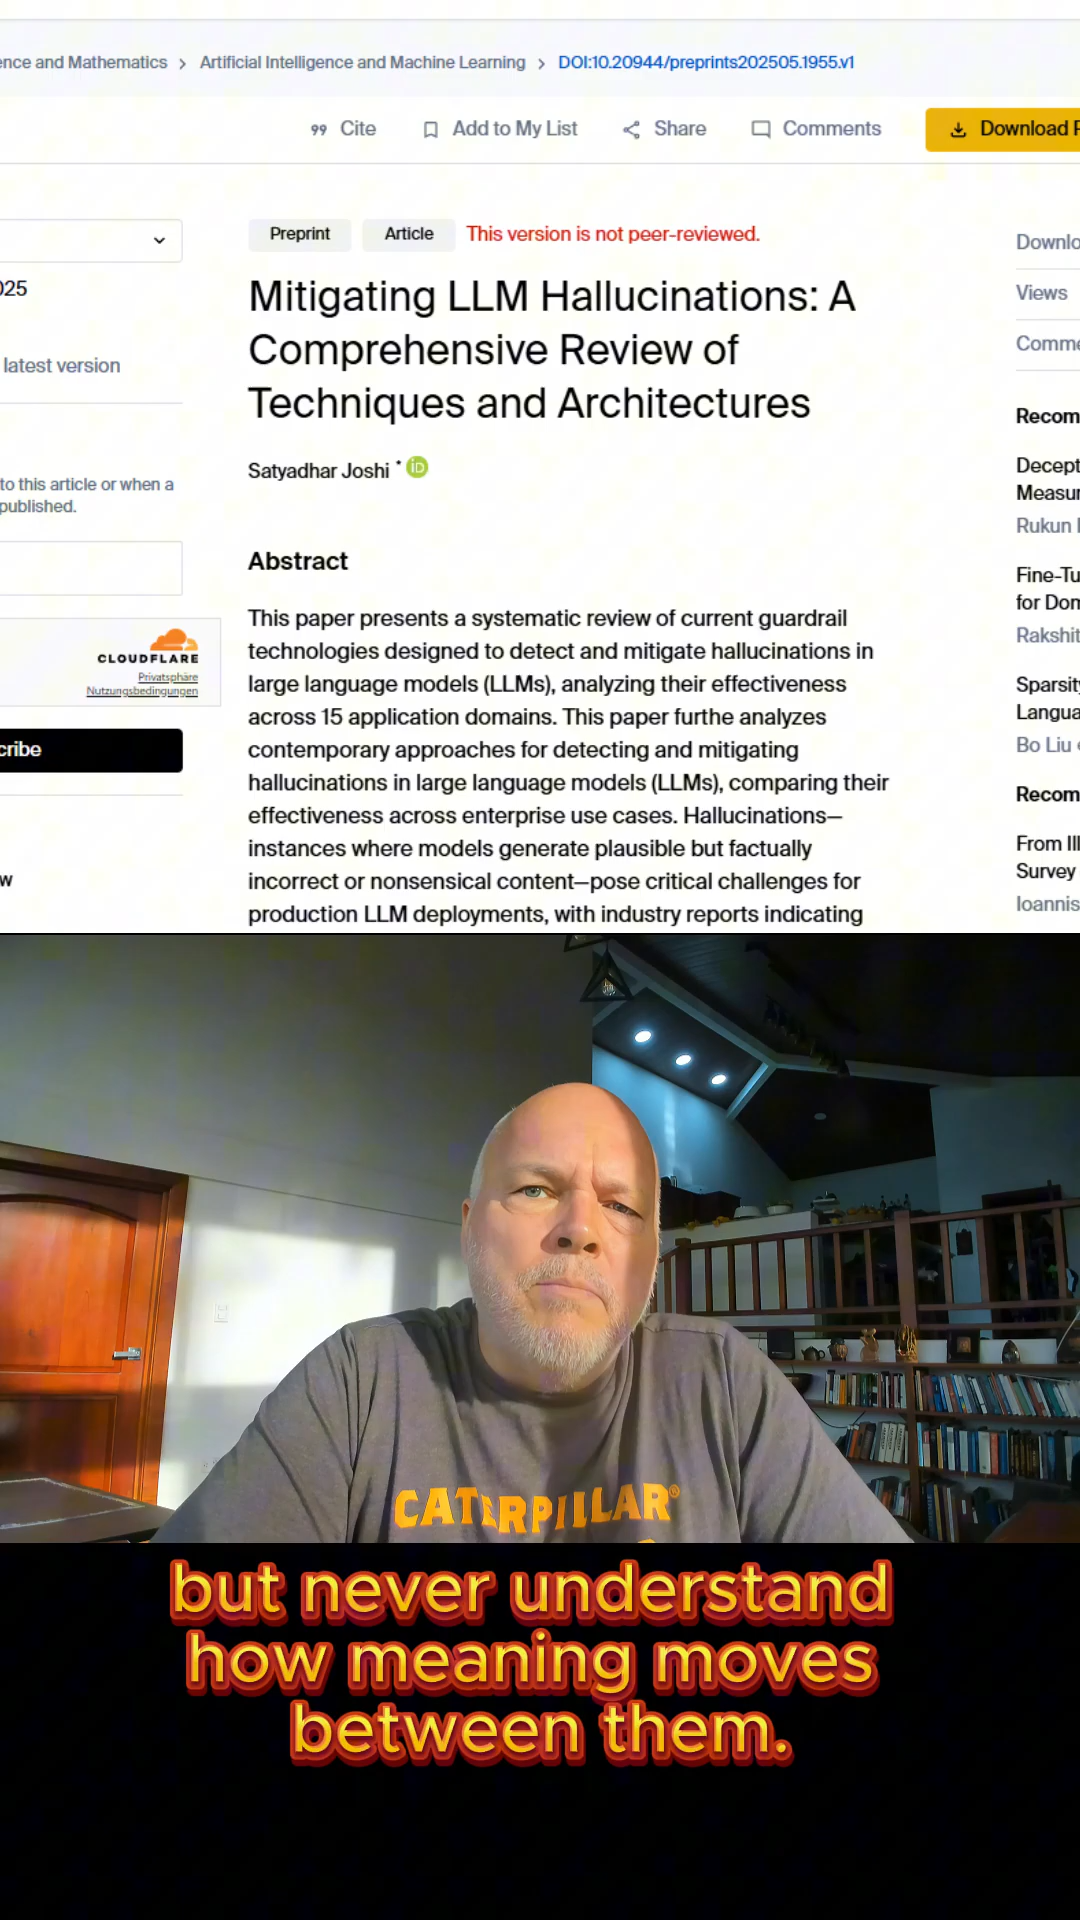 ence and Mathematics > Artificial Intelligence and Machine Learning > DOI:10.20944/preprints202505.1955.v1
Cite
Add to My List
Share
Comments
Download F
025
latest version
to this article or when a
published.
CLOUDFLARE
Privatsphäre
Nutzungsbedingungen
cribe
w
Preprint
Article
This version is not peer-reviewed.
Mitigating LLM Hallucinations: A
Comprehensive Review of
Techniques and Architectures
Satyadhar Joshi * iD
Abstract
This paper presents a systematic review of current guardrail
technologies designed to detect and mitigate hallucinations in
large language models (LLMs), analyzing their effectiveness
across 15 application domains. This paper furthe analyzes
contemporary approaches for detecting and mitigating
hallucinations in large language models (LLMs), comparing their
effectiveness across enterprise use cases. Hallucinations—
instances where models generate plausible but factually
incorrect or nonsensical content—pose critical challenges for
production LLM deployments, with industry reports indicating
Downlo
Views
Comme
Recom
Decept
Measur
Rukun
Fine-Tu
for Dom
Rakshit
Sparsity
Langua
Bo Liu
Recom
From Ill
Survey
Ioannis
CATERPILLAR®
but never understand
how meaning moves
between them.